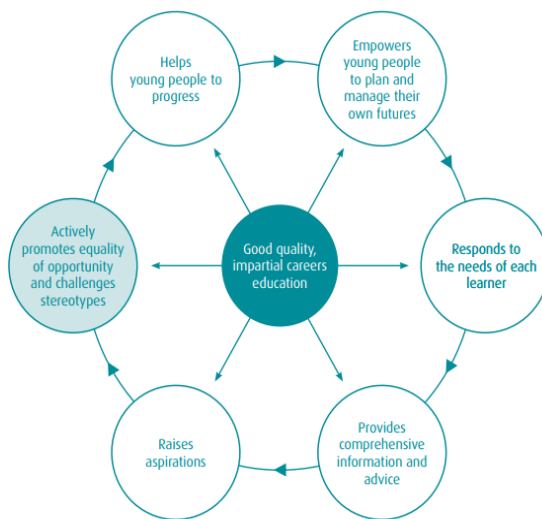 Helps
young people to
progress
Empowers
young people
to plan and
manage their
own futures
Actively
promotes equality
of opportunity
and challenges
stereotypes
Good quality,
impartial careers
education
Responds to
the needs of each
learner
Raises
aspirations
Provides
comprehensive
information and
advice